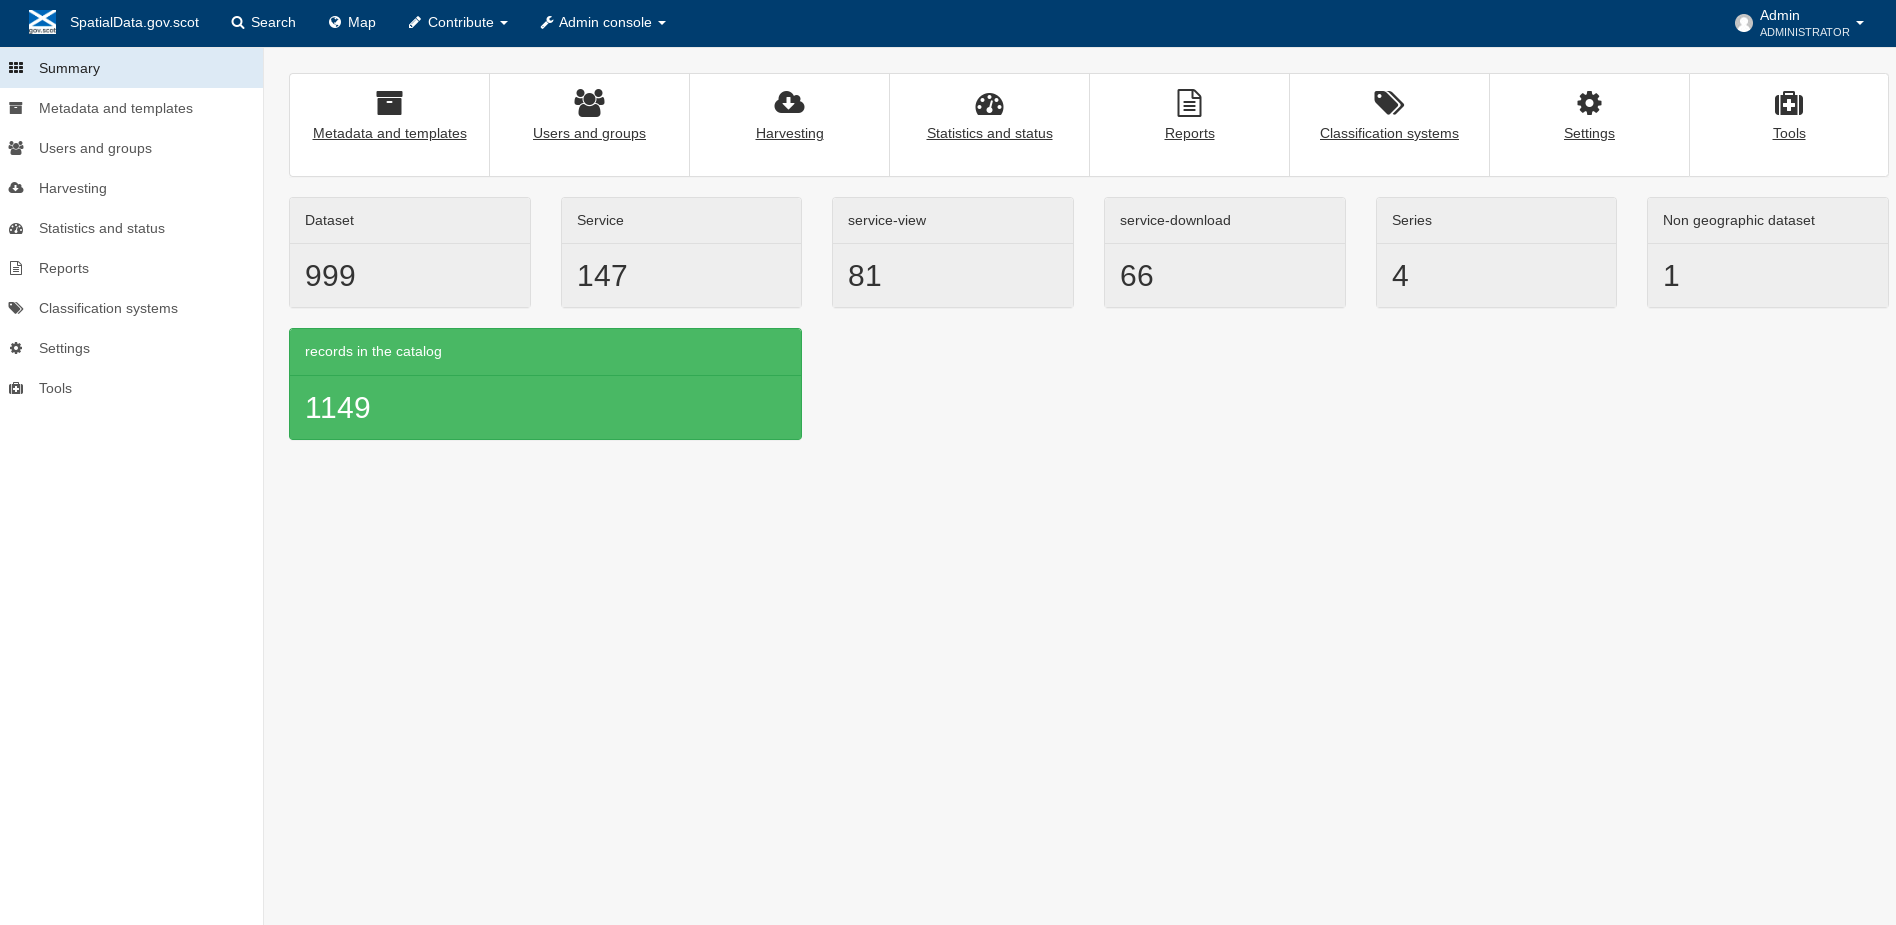 gov.scot
SpatialData.gov.scot Search Map Contribute Admin console Admin
ADMINISTRATOR
Summary
Metadata and templates
Users and groups
Harvesting
Statistics and status
Reports
Classification systems
Settings
Tools
Metadata and templates Users and groups Harvesting Statistics and status Reports Classification systems Settings Tools
Dataset Service service-view service-download Series Non geographic dataset
999 147 81 66 4 1
records in the catalog
1149